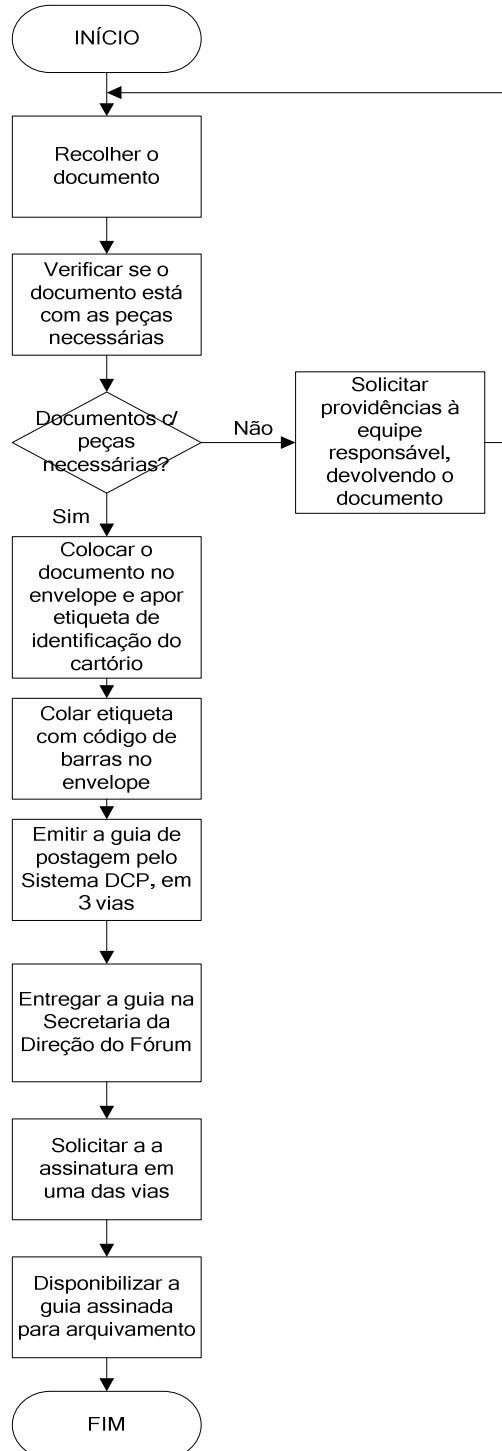 INÍCIO
Recolher o
documento
Verificar se o
documento está
com as peças
necessárias
Documentos c/
peças
necessárias?
Não
Solicitar
providências à
equipe
responsável,
devolvendo o
documento
Sim
Colocar o
documento no
envelope e apor
etiqueta de
identificação do
cartório
Colar etiqueta
com código de
barras no
envelope
Emitir a guia de
postagem pelo
Sistema DCP, em
3 vias
Entregar a guia na
Secretaria da
Direção do Fórum
Solicitar a a
assinatura em
uma das vias
Disponibilizar a
guia assinada
para arquivamento
FIM